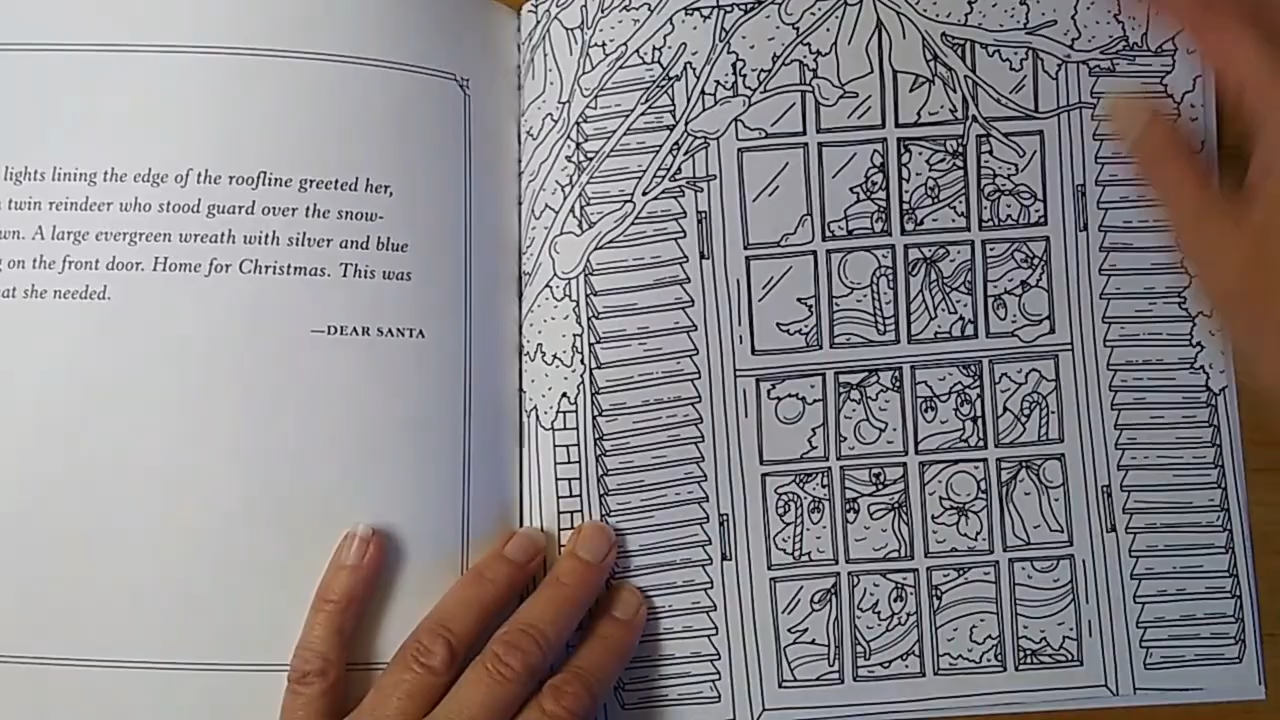 lights lining the edge of the roofline greeted her,
twin reindeer who stood guard over the snow-
wn. A large evergreen wreath with silver and blue
on the front door. Home for Christmas. This was
at she needed.
—DEAR SANTA